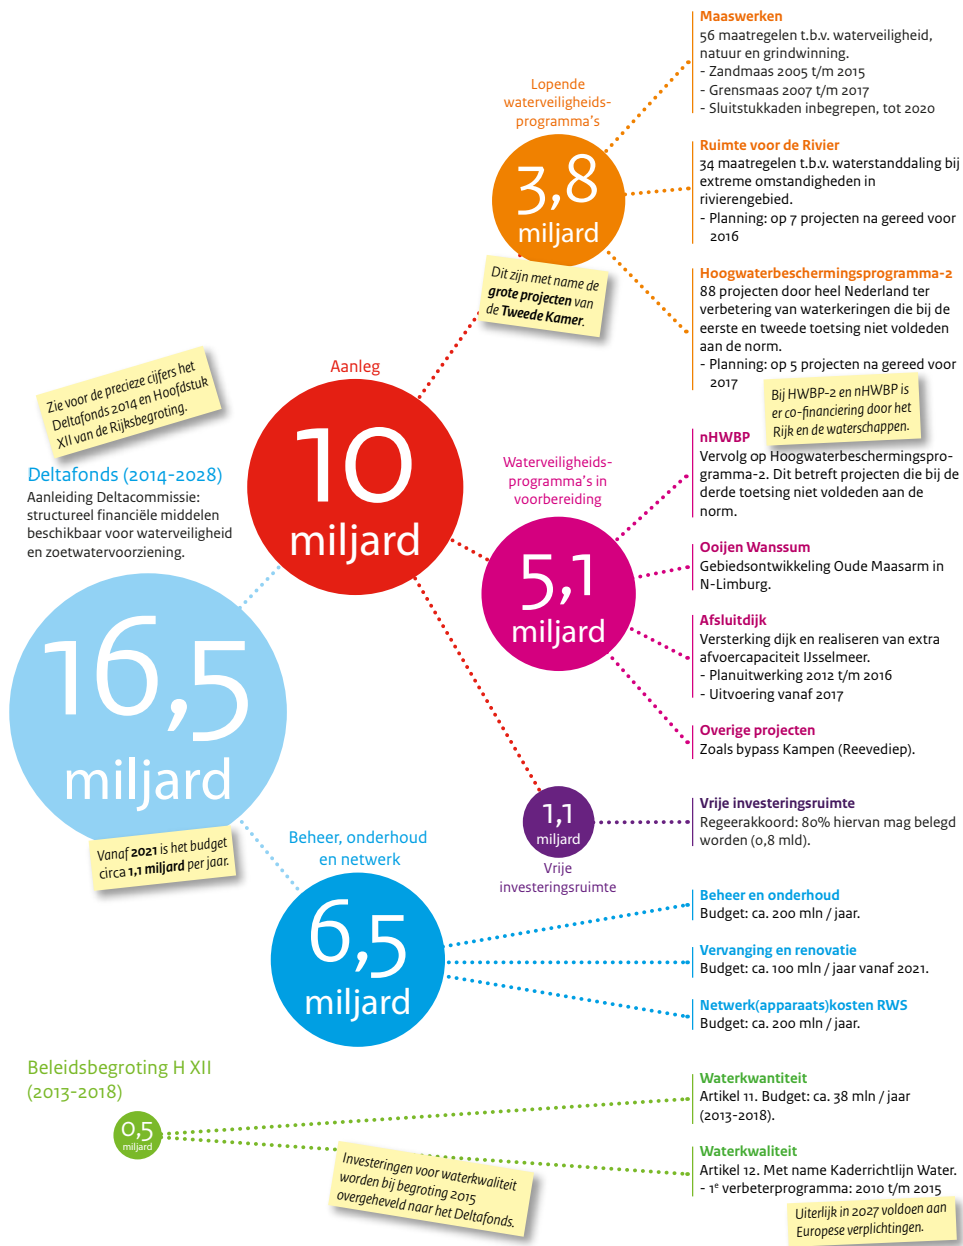 Maaswerken
56 maatregelen t.b.v. waterveiligheid,
natuur en grindwinning.
- Zandmaas 2005 t/m 2015
- Grensmaas 2007 t/m 2017
- Sluitstukkaden inbegrepen, tot 2020
Lopende
waterveiligheids-
programma's
3,8
miljard
Ruimte voor de Rivier
34 maatregelen t.b.v. waterstanddaling bij
extreme omstandigheden in
rivierengebied.
- Planning: op 7 projecten na gereed voor
2016
Dit zijn met name de
grote projecten van
de Tweede Kamer.
Hoogwaterbeschermingsprogramma-2
88 projecten door heel Nederland ter
verbetering van waterkeringen die bij de
eerste en tweede toetsing niet voldeden
aan de norm.
- Planning: op 5 projecten na gereed voor
2017
Bij HWBP-2 en nHWBP is
er co-financiering door het
Rijk en de waterschappen.
Zie voor de precieze cijfers het
Deltafonds 2014 en Hoofdstuk
XII van de Rijksbegroting.
Aanleg
10
miljard
Deltafonds (2014-2028)
Aanleiding Deltacommissie:
structureel financiële middelen
beschikbaar voor waterveiligheid
en zoetwatervoorziening.
16,5
miljard
Vanaf 2021 is het budget
circa 1,1 miljard per jaar.
Waterveiligheids-
programma's in
voorbereiding
5,1
miljard
nHWBP
Vervolg op Hoogwaterbeschermingspro-
gramma-2. Dit betreft projecten die bij de
derde toetsing niet voldeden aan de
norm.
Ooijen Wanssum
Gebiedsontwikkeling Oude Maasarm in
N-Limburg.
Afsluitdijk
Versterking dijk en realiseren van extra
afvoercapaciteit IJsselmeer.
- Planuitwerking 2012 t/m 2016
- Uitvoering vanaf 2017
Overige projecten
Zoals bypass Kampen (Reevediep).
1,1
miljard
Vrije
investeringsruimte
Vrije investeringsruimte
Regeerakkoord: 80% hiervan mag belegd
worden (0,8 mld).
Beheer, onderhoud
en netwerk
6,5
miljard
Beheer en onderhoud
Budget: ca. 200 mln / jaar.
Vervanging en renovatie
Budget: ca. 100 mln / jaar vanaf 2021.
Netwerk(apparaats)kosten RWS
Budget: ca. 200 mln / jaar.
Beleidsbegroting H XII
(2013-2018)
0,5
miljard
Waterkwantiteit
Artikel 11. Budget: ca. 38 mln / jaar
(2013-2018).
Waterkwaliteit
Artikel 12. Met name Kaderrichtlijn Water.
- 1e verbeterprogramma: 2010 t/m 2015
Investeringen voor waterkwaliteit
worden bij begroting 2015
overgeheveld naar het Deltafonds.
Uiterlijk in 2027 voldoen aan
Europese verplichtingen.